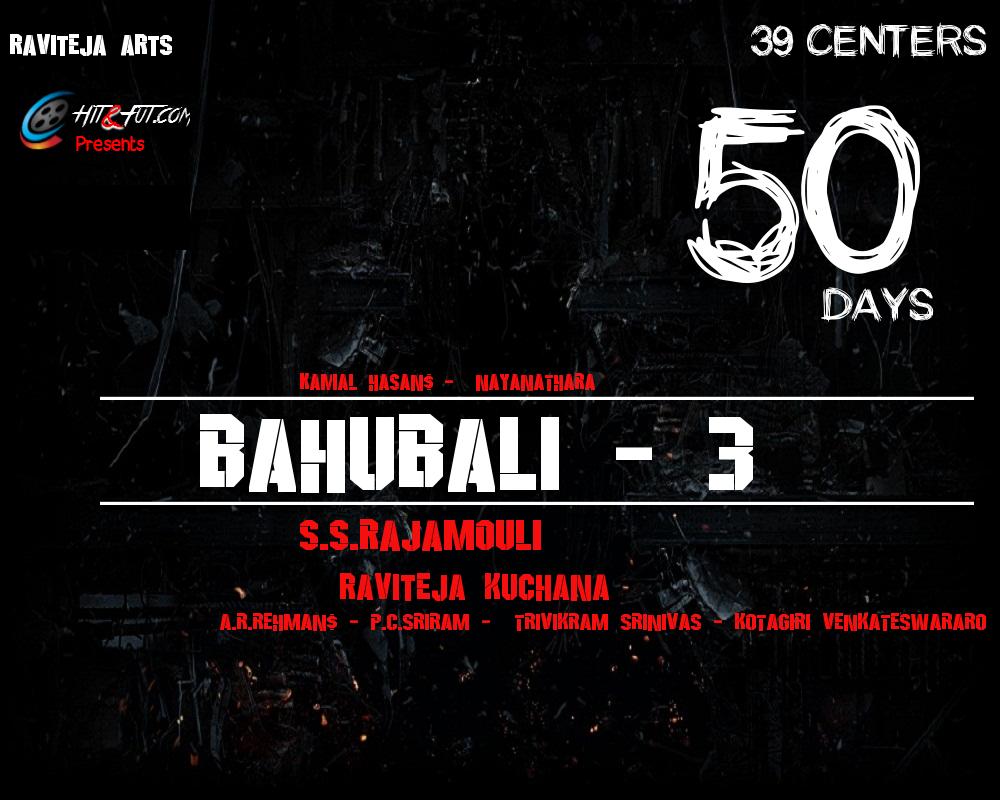 RAVITEJA ARTS
39 CENTERS
HIT&FUT.COM
Presents
50
DAYS
KAMAL HASAN$ - NAYANATHARA
BAHUBALI - 3
S.S.RAJAMOULI
RAVITEJA KUCHANA
A.R.REHMAN$ - P.C.SRIRAM - TRIVIKRAM SRINIVAS - KOTAGIRI VENKATESWARARO